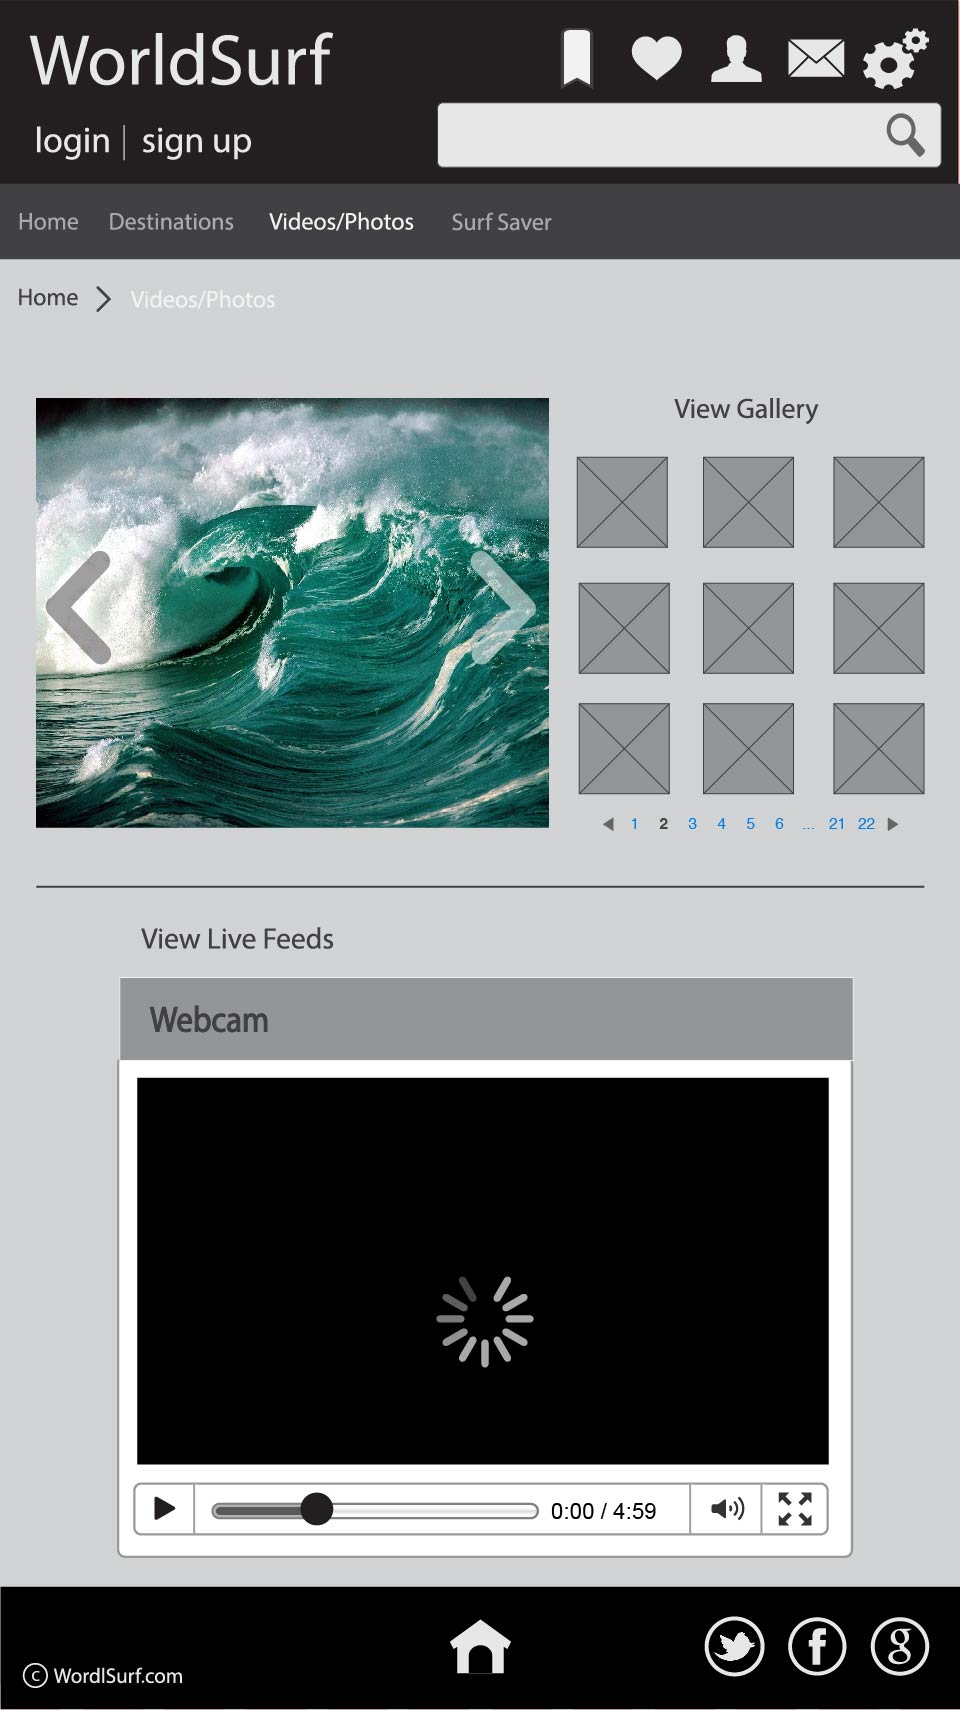 WorldSurf
login | sign up
Home Destinations Videos/Photos Surf Saver
Home > Videos/Photos
View Gallery
1 2 3 4 5 6 ... 21 22
View Live Feeds
Webcam
0:00 / 4:59
© WordlSurf.com